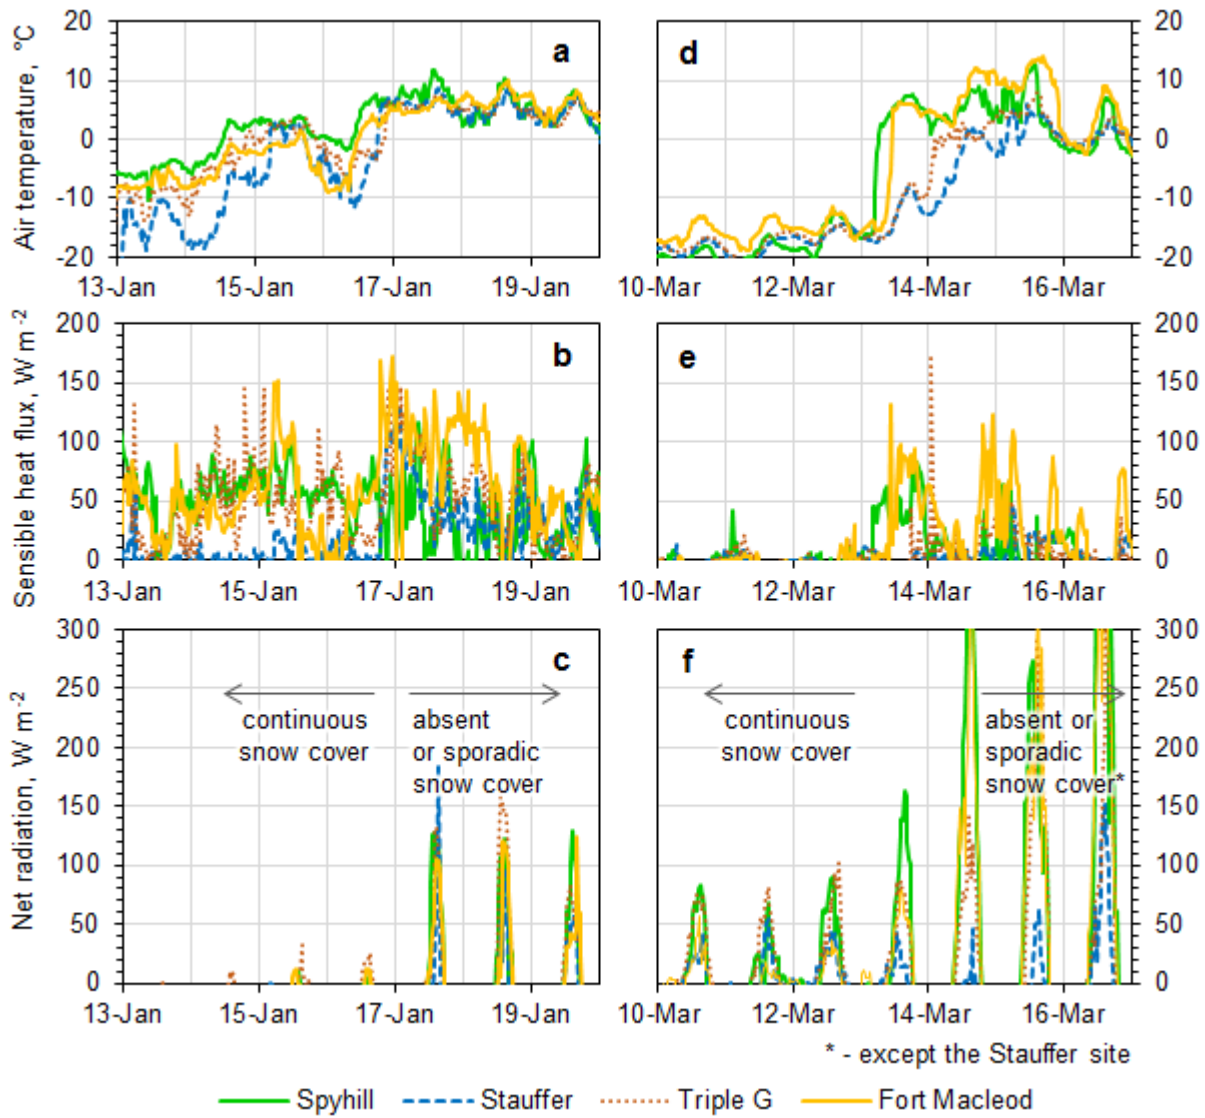 Air temperature, °C
20
10
0
-10
-20
a
13-Jan 15-Jan 17-Jan 19-Jan
d
20
10
0
-10
-20
10-Mar 12-Mar 14-Mar 16-Mar
Sensible heat flux, W m-2
200
150
100
50
0
b
13-Jan 15-Jan 17-Jan 19-Jan
e
200
150
100
50
0
10-Mar 12-Mar 14-Mar 16-Mar
Net radiation, W m-2
300
250
200
150
100
50
0
c
continuous
snow cover
absent
or sporadic
snow cover
13-Jan 15-Jan 17-Jan 19-Jan
f
continuous
snow cover
absent or
sporadic
snow cover*
300
250
200
150
100
50
0
10-Mar 12-Mar 14-Mar 16-Mar
* - except the Stauffer site
Spyhill Stauffer Triple G Fort Macleod